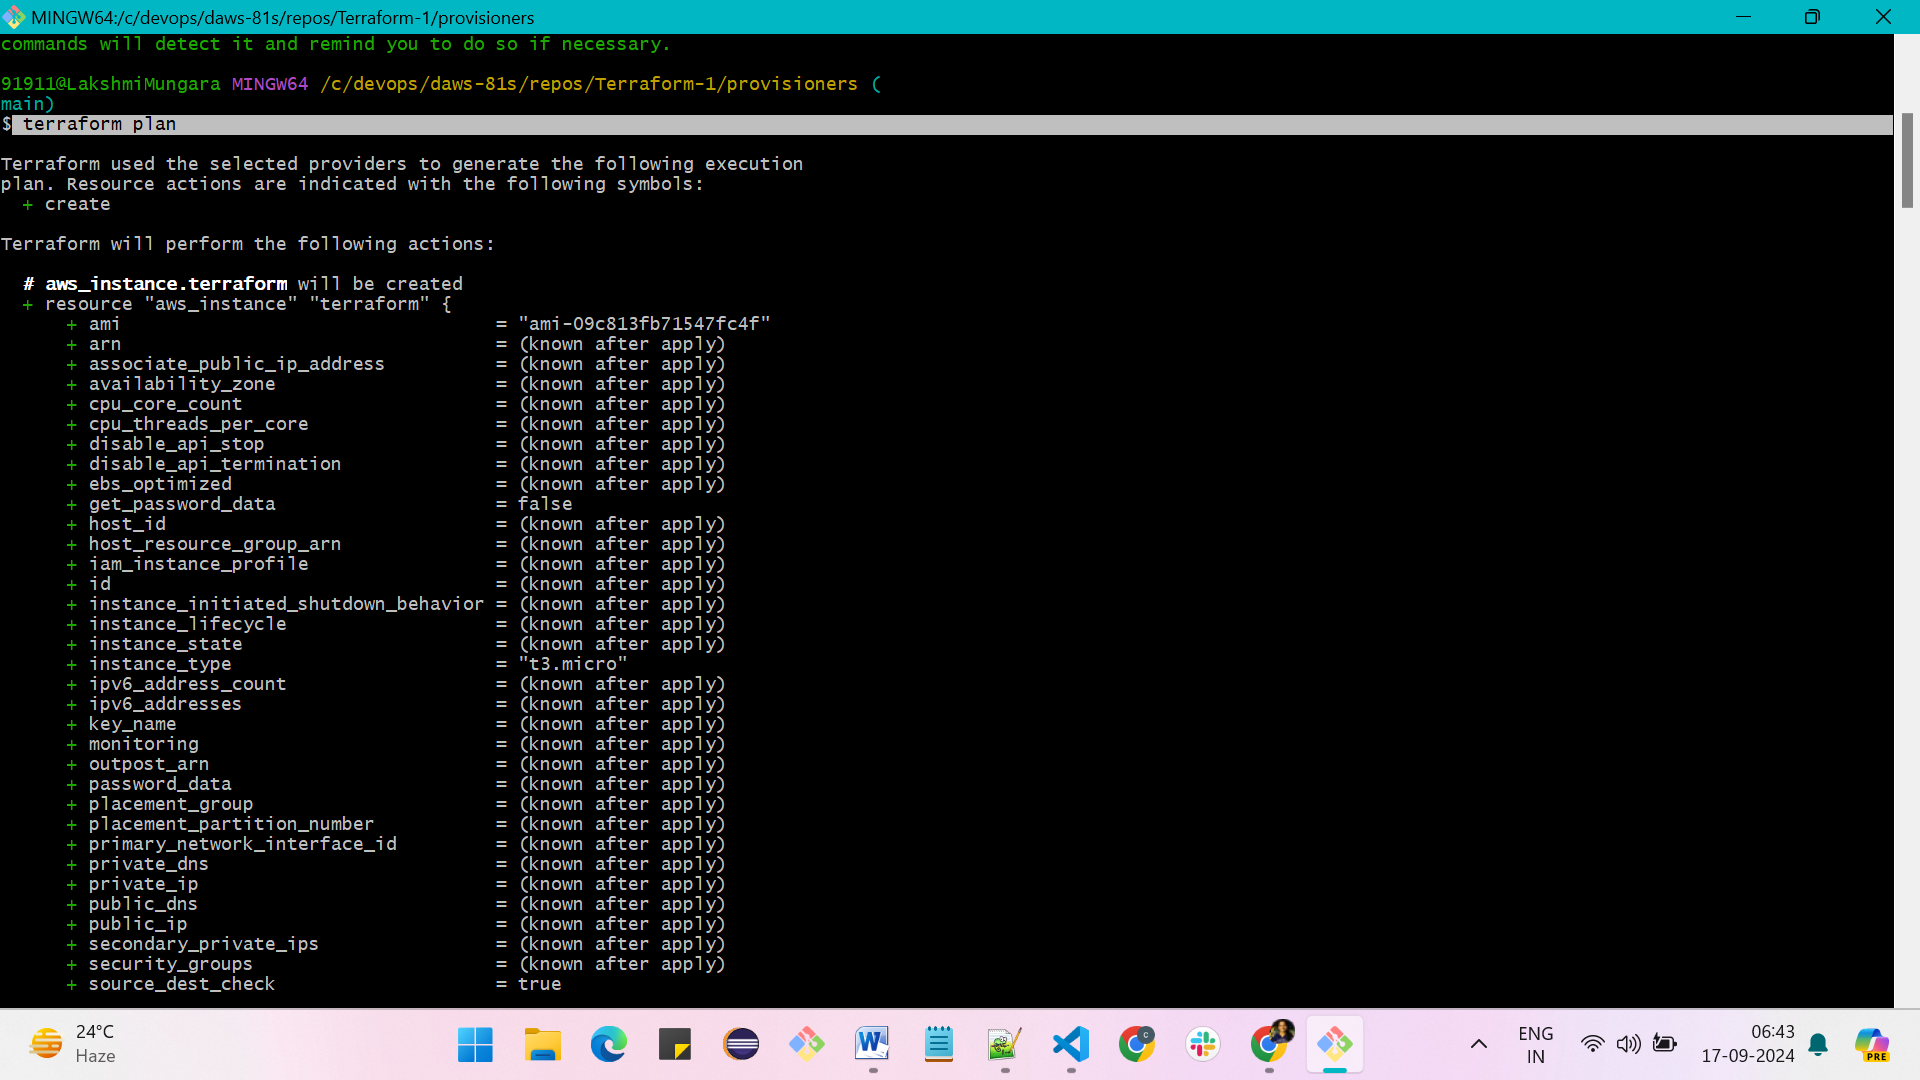 MINGW64:/c/devops/daws-81s/repos/Terraform-1/provisioners
commands will detect it and remind you to do so if necessary.
91911@LakshmiMungara MINGW64 /c/devops/daws-81s/repos/Terraform-1/provisioners (
main)
$ terraform plan
Terraform used the selected providers to generate the following execution
plan. Resource actions are indicated with the following symbols:
+ create
Terraform will perform the following actions:
# aws_instance.terraform will be created
+ resource "aws_instance" "terraform" {
+ ami = "ami-09c813fb71547fc4f"
+ arn = (known after apply)
+ associate_public_ip_address = (known after apply)
+ availability_zone = (known after apply)
+ cpu_core_count = (known after apply)
+ cpu_threads_per_core = (known after apply)
+ disable_api_stop = (known after apply)
+ disable_api_termination = (known after apply)
+ ebs_optimized = (known after apply)
+ get_password_data = false
+ host_id = (known after apply)
+ host_resource_group_arn = (known after apply)
+ iam_instance_profile = (known after apply)
+ id = (known after apply)
+ instance_initiated_shutdown_behavior = (known after apply)
+ instance_lifecycle = (known after apply)
+ instance_state = (known after apply)
+ instance_type = "t3.micro"
+ ipv6_address_count = (known after apply)
+ ipv6_addresses = (known after apply)
+ key_name = (known after apply)
+ monitoring = (known after apply)
+ outpost_arn = (known after apply)
+ password_data = (known after apply)
+ placement_group = (known after apply)
+ placement_partition_number = (known after apply)
+ primary_network_interface_id = (known after apply)
+ private_dns = (known after apply)
+ private_ip = (known after apply)
+ public_dns = (known after apply)
+ public_ip = (known after apply)
+ secondary_private_ips = (known after apply)
+ security_groups = (known after apply)
+ source_dest_check = true
24°C
Haze
ENG
IN
06:43
17-09-2024
PRE